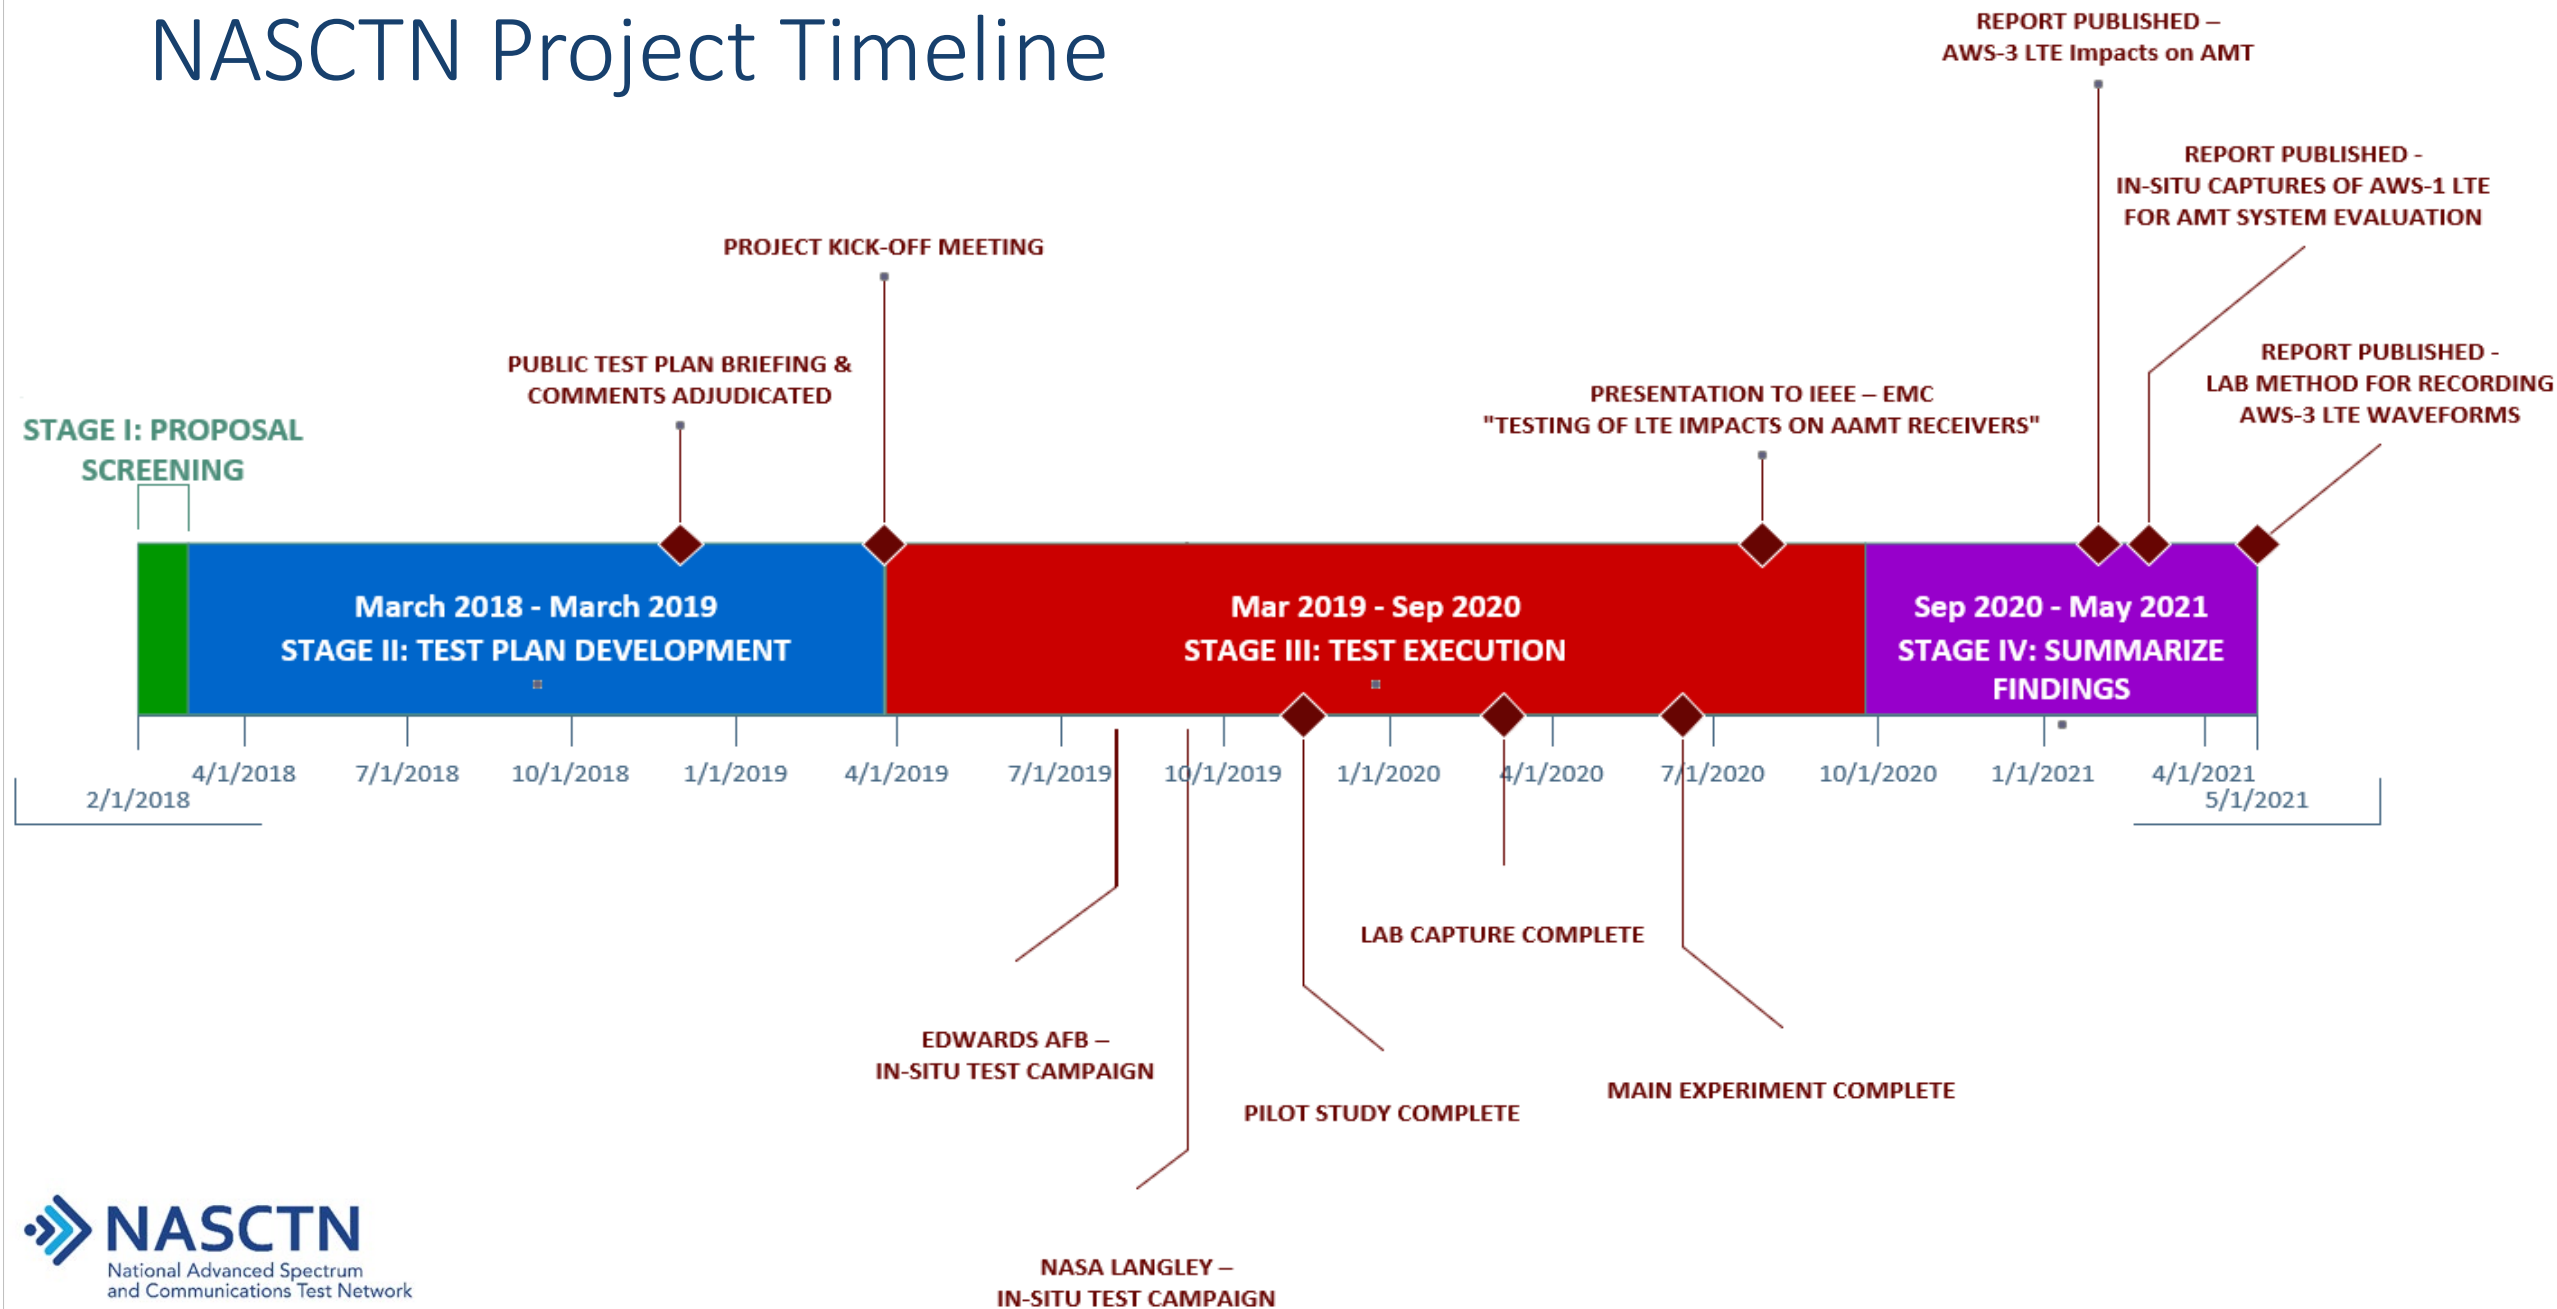 NASCTN Project Timeline
REPORT PUBLISHED –
AWS-3 LTE Impacts on AMT
REPORT PUBLISHED -
IN-SITU CAPTURES OF AWS-1 LTE
FOR AMT SYSTEM EVALUATION
PROJECT KICK-OFF MEETING
PUBLIC TEST PLAN BRIEFING &
COMMENTS ADJUDICATED
REPORT PUBLISHED -
LAB METHOD FOR RECORDING
AWS-3 LTE WAVEFORMS
PRESENTATION TO IEEE – EMC
"TESTING OF LTE IMPACTS ON AAMT RECEIVERS"
STAGE I: PROPOSAL
SCREENING
March 2018 - March 2019
STAGE II: TEST PLAN DEVELOPMENT
Mar 2019 - Sep 2020
STAGE III: TEST EXECUTION
Sep 2020 - May 2021
STAGE IV: SUMMARIZE
FINDINGS
2/1/2018
4/1/2018
7/1/2018
10/1/2018
1/1/2019
4/1/2019
7/1/2019
10/1/2019
1/1/2020
4/1/2020
7/1/2020
10/1/2020
1/1/2021
4/1/2021
5/1/2021
LAB CAPTURE COMPLETE
EDWARDS AFB –
IN-SITU TEST CAMPAIGN
PILOT STUDY COMPLETE
MAIN EXPERIMENT COMPLETE
NASA LANGLEY –
IN-SITU TEST CAMPAIGN
NASCTN
National Advanced Spectrum
and Communications Test Network